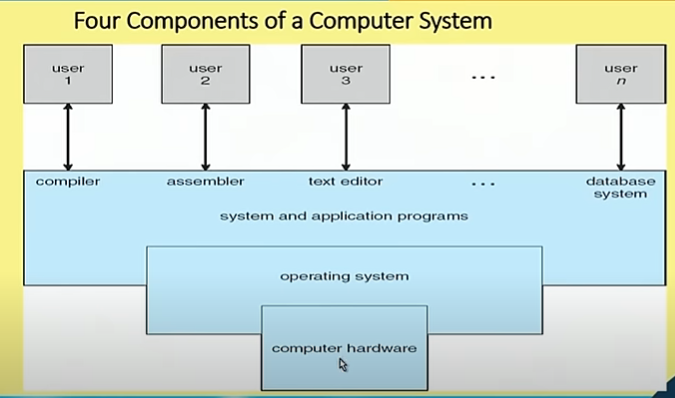 Four Components of a Computer System
user
1
user
2
user
3
...
user
n
compiler
assembler
text editor
...
database
system
system and application programs
operating system
computer hardware